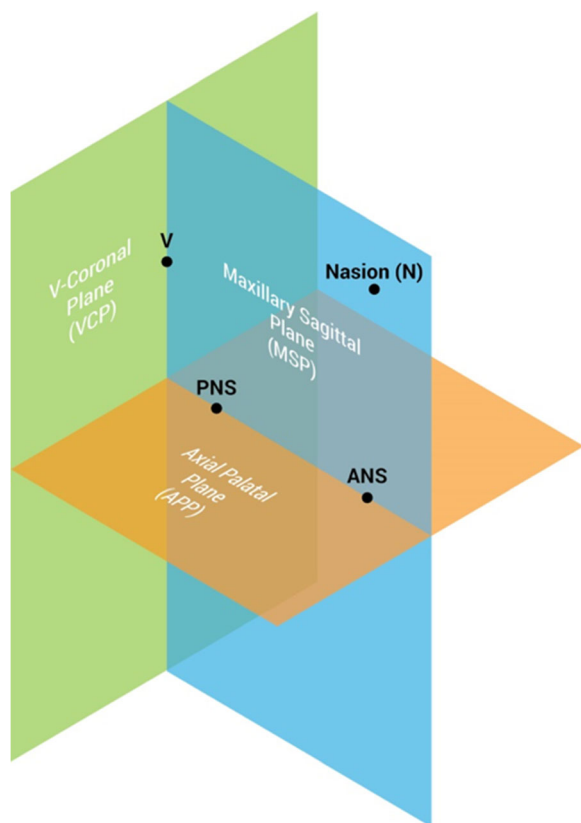 V
V-Coronal
Plane
(VCP)
Nasion (N)
Maxillary Sagittal
Plane
(MSP)
PNS
ANS
Axial Palatal
Plane
(APP)